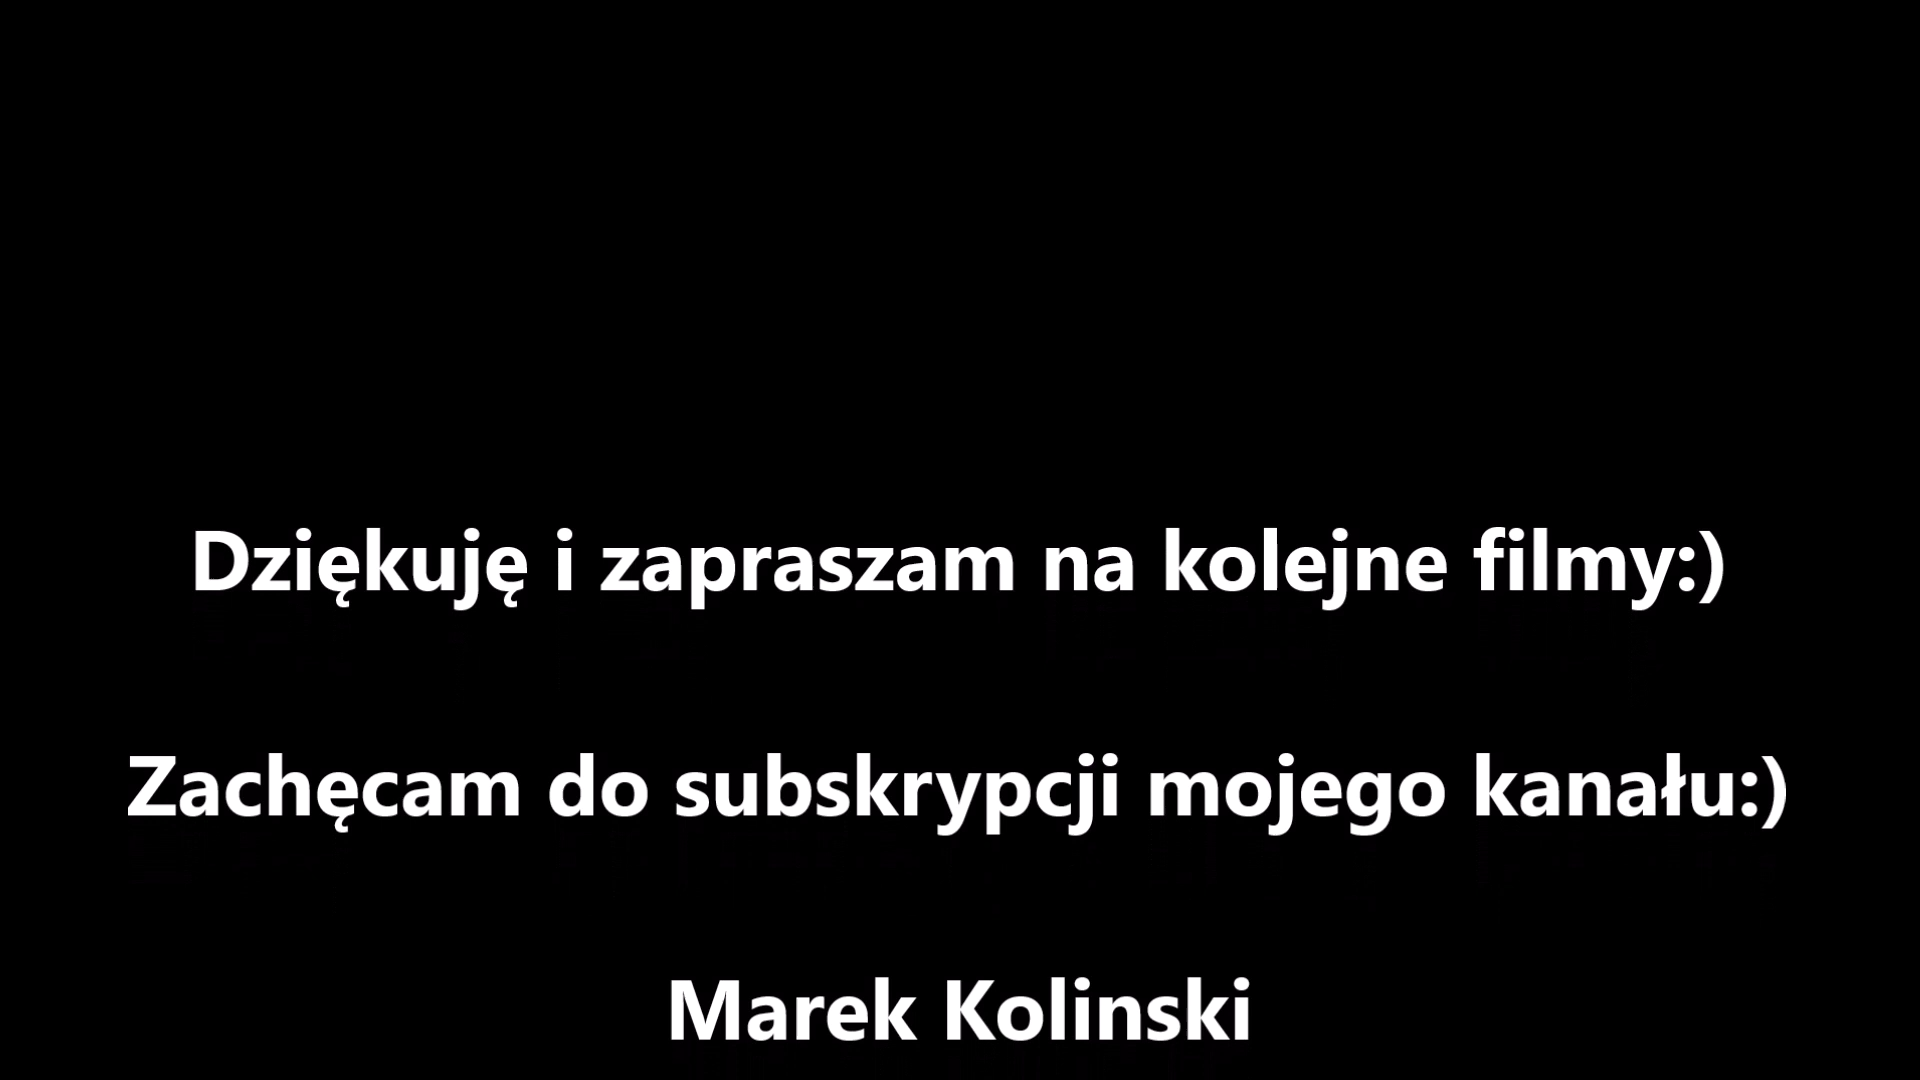 Dziękuję i zapraszam na kolejne filmy:)
Zachęcam do subskrypcji mojego kanału:)
Marek Kolinski